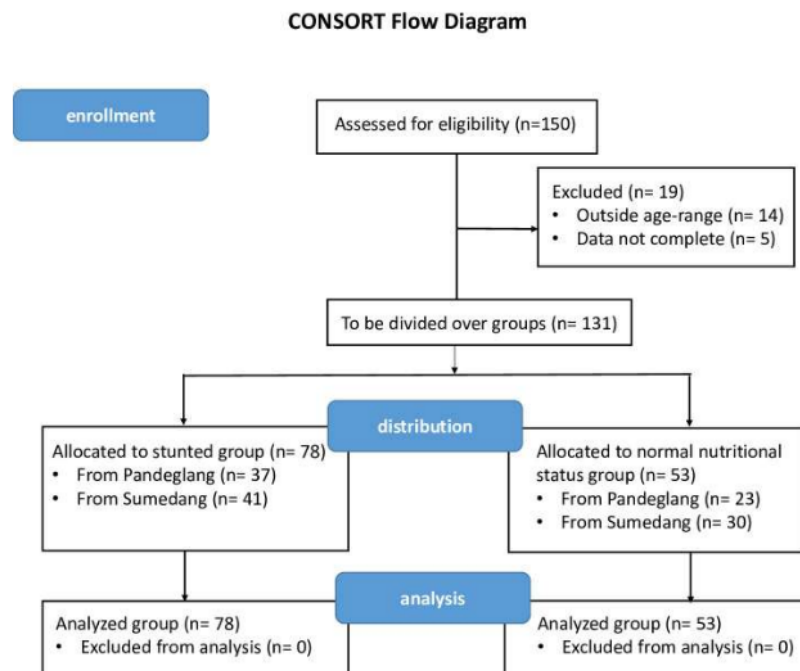 CONSORT Flow Diagram
enrollment
Assessed for eligibility (n=150)
Excluded (n= 19)
• Outside age-range (n= 14)
• Data not complete (n= 5)
To be divided over groups (n= 131)
distribution
Allocated to stunted group (n= 78)
• From Pandeglang (n= 37)
• From Sumedang (n= 41)
Allocated to normal nutritional
status group (n= 53)
• From Pandeglang (n= 23)
• From Sumedang (n= 30)
analysis
Analyzed group (n= 78)
• Excluded from analysis (n= 0)
Analyzed group (n= 53)
• Excluded from analysis (n= 0)